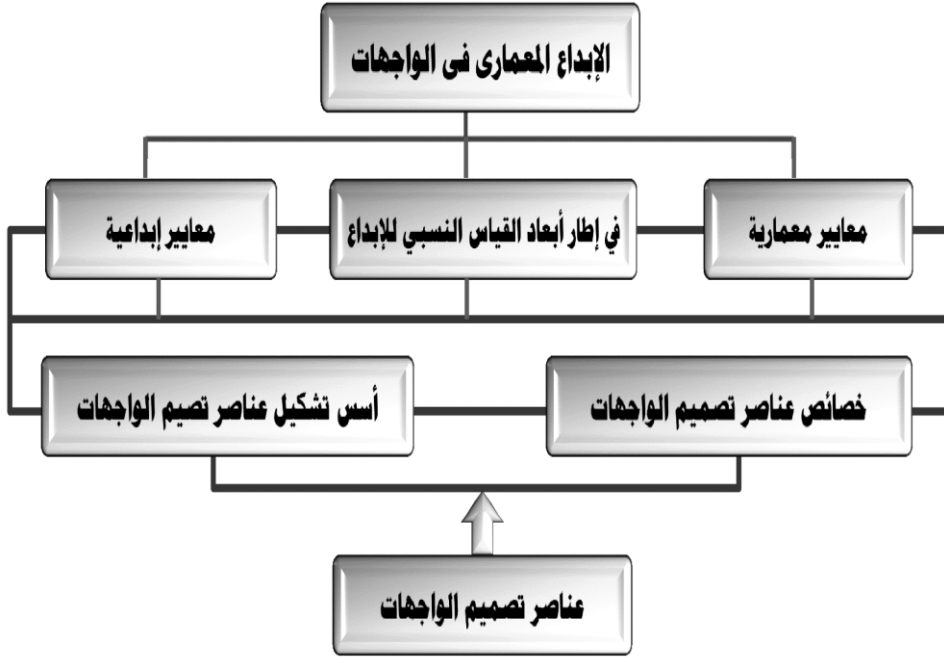 الإبداع المعمارى فى الواجهات
معايير معمارية
في إطار أبعاد القياس النسبي للإبداع
معايير إبداعية
خصائص عناصر تصميم الواجهات
أسس تشكيل عناصر تصيم الواجهات
عناصر تصميم الواجهات